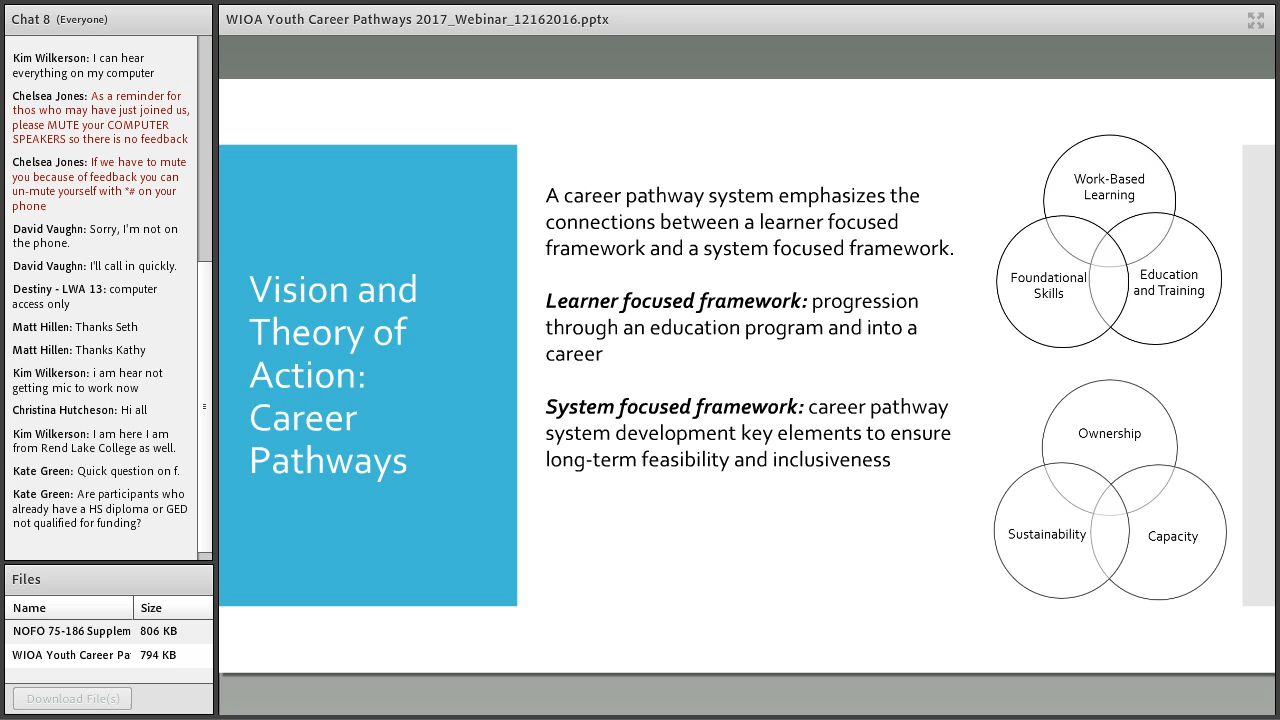 Chat 8 (Everyone)
Kim Wilkerson: I can hear
everything on my computer
Chelsea Jones: As a reminder for
thos who may have just joined us,
please MUTE your COMPUTER
SPEAKERS so there is no feedback
Chelsea Jones: If we have to mute
you because of feedback you can
un-mute yourself with *# on your
phone
David Vaughn: Sorry, I'm not on
the phone.
David Vaughn: I'll call in quickly.
Destiny - LWA 13: computer
access only
Matt Hillen: Thanks Seth
Matt Hillen: Thanks Kathy
Kim Wilkerson: i am hear not
getting mic to work now
Christina Hutcheson: Hi all
Kim Wilkerson: I am here I am
from Rend Lake College as well.
Kate Green: Quick question on f.
Kate Green: Are participants who
already have a HS diploma or GED
not qualified for funding?
Files
Name Size
NOFO 75-186 Supplem 806 KB
WIOA Youth Career Pa 794 KB
Download File(s)
WIOA Youth Career Pathways 2017_Webinar_12162016.pptx
Vision and
Theory of
Action:
Career
Pathways
A career pathway system emphasizes the
connections between a learner focused
framework and a system focused framework.
Learner focused framework: progression
through an education program and into a
career
System focused framework: career pathway
system development key elements to ensure
long-term feasibility and inclusiveness
Work-Based
Learning
Foundational
Skills
Education
and Training
Ownership
Sustainability
Capacity